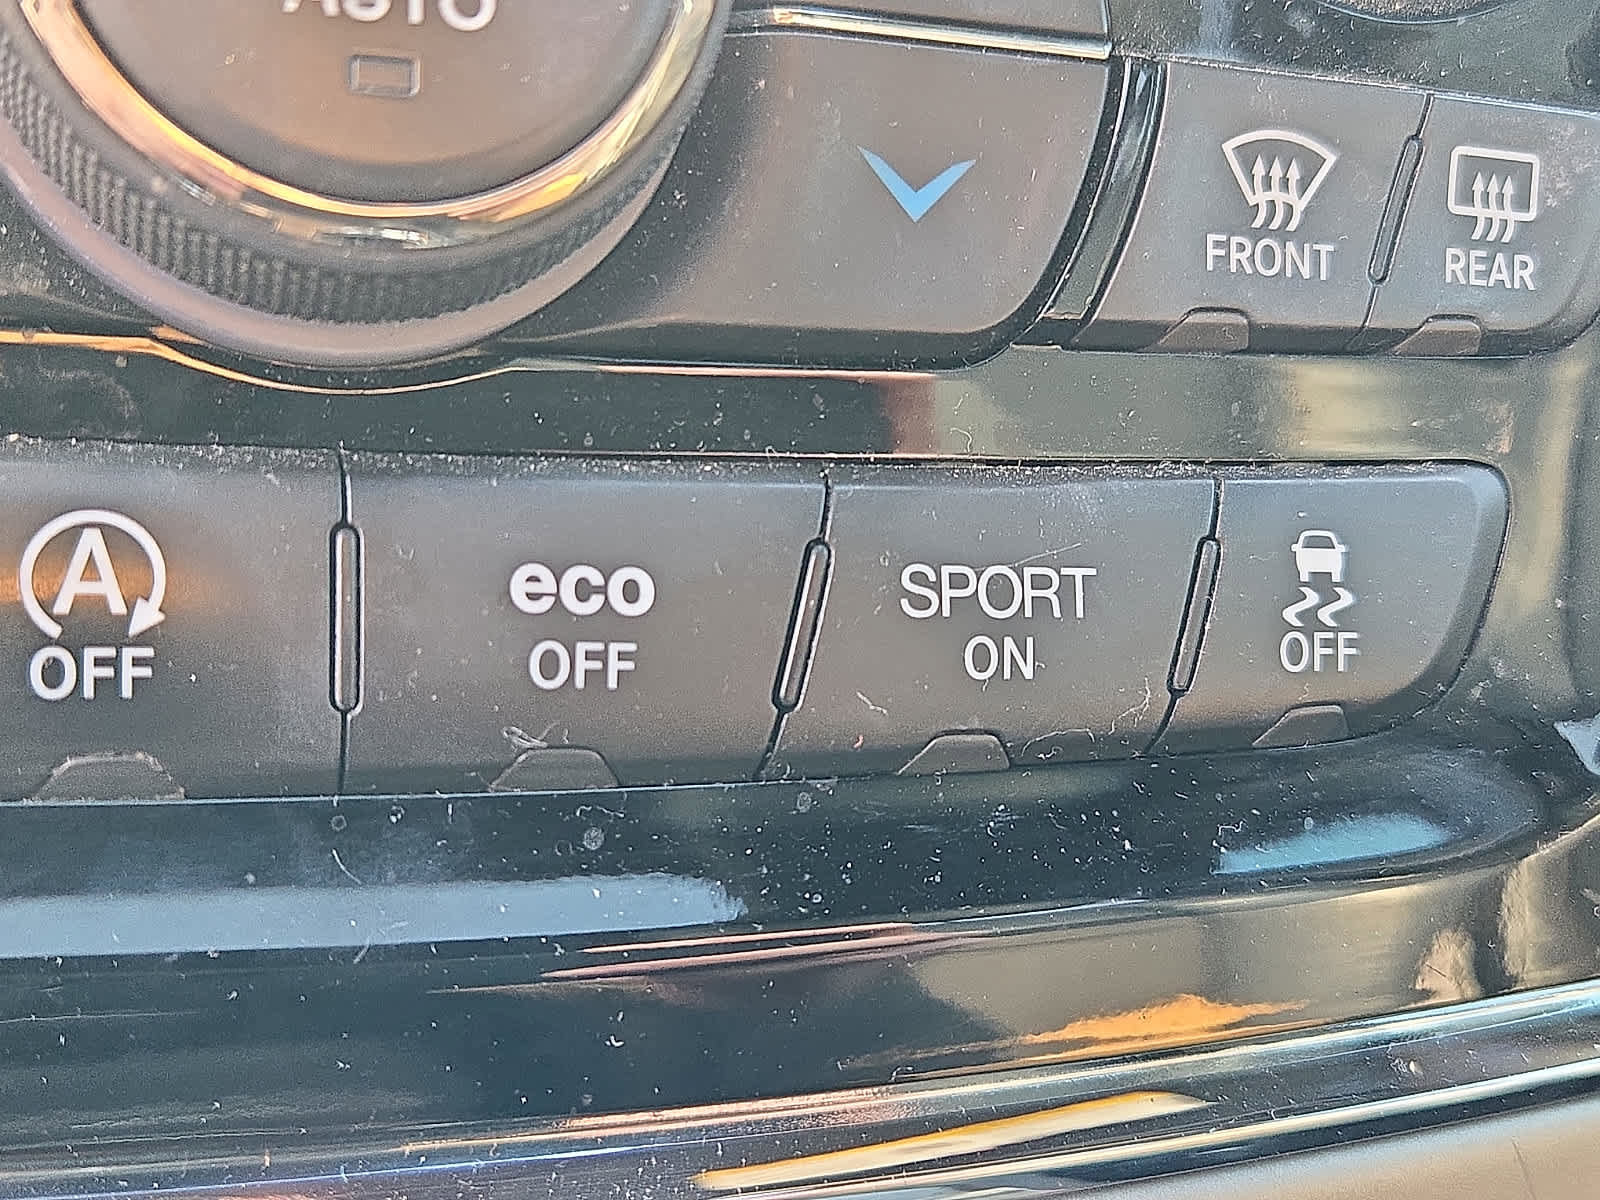 AUTO
FRONT
REAR
A
OFF
eco
OFF
SPORT
ON
OFF